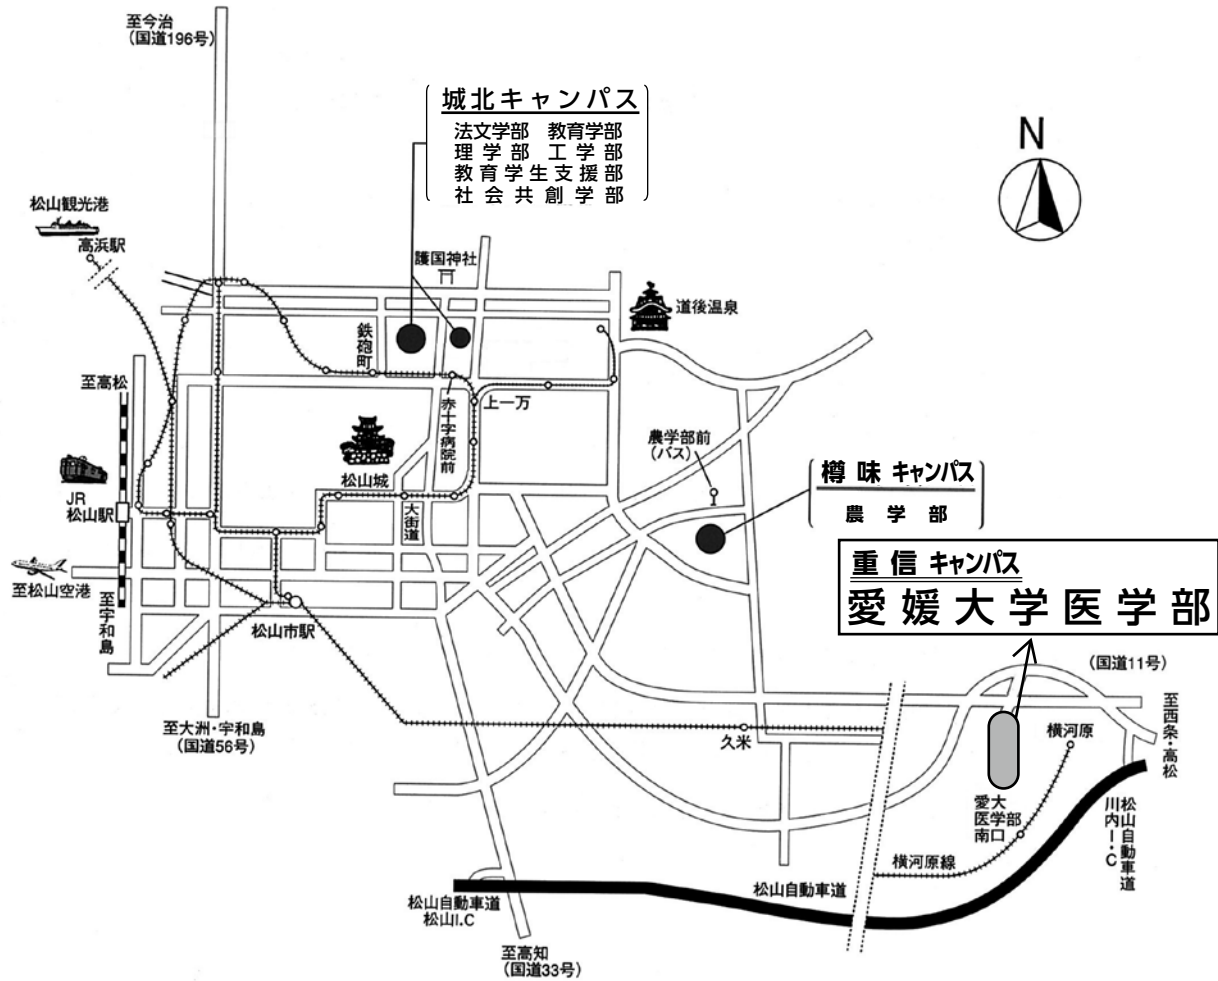 至今治
(国道196号)
城北キャンパス
法文学部 教育学部
理学部 工学部
教育学生支援部
社会共創学部
N
松山観光港
高浜駅
護国神社
道後温泉
鉄砲町
至高松
赤十字病院前
上一万
農学部前
(バス)
樽味 キャンパス
農学部
松山城
大街道
JR
松山駅
至松山空港
至宇和島
松山市駅
重信 キャンパス
愛媛大学医学部
(国道11号)
至大洲・宇和島
(国道56号)
久米
横河原
至西条・高松
愛大
医学部
南口
松山自動車道
川内I・C
横河原線
松山自動車道
松山自動車道
松山I.C
至高知
(国道33号)